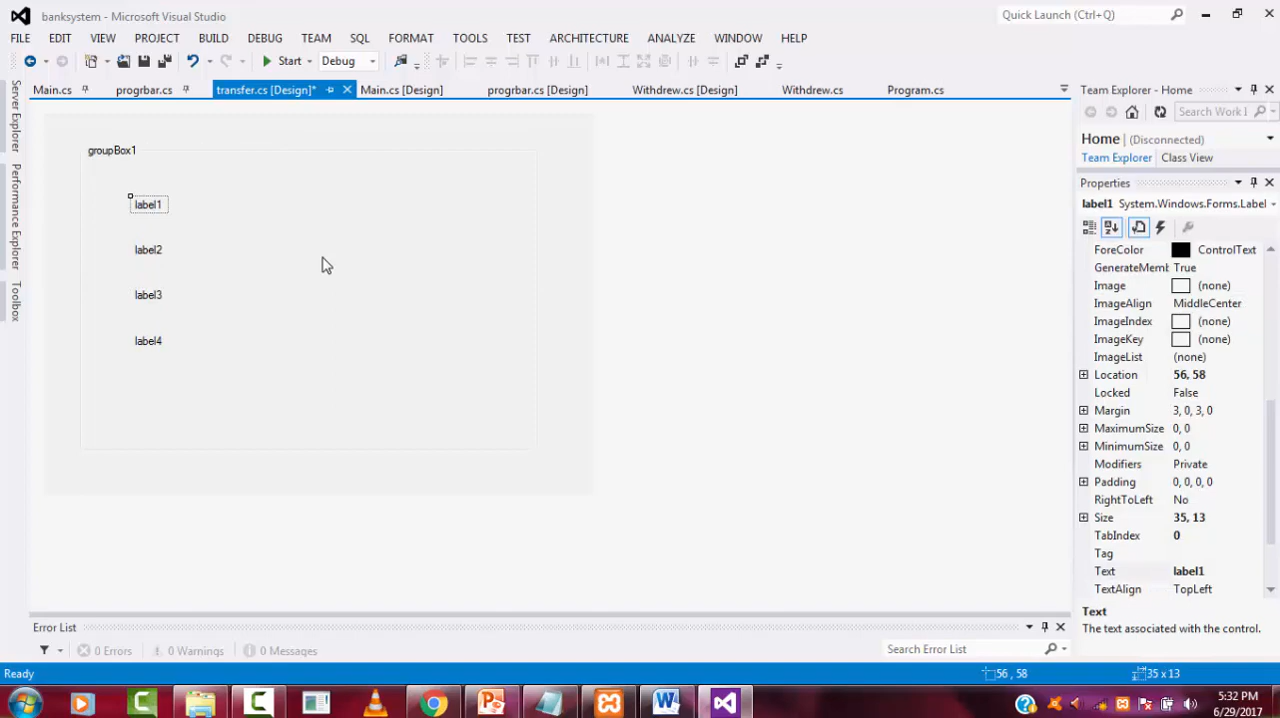 banksystem - Microsoft Visual Studio
Quick Launch (Ctrl+Q)
FILE EDIT VIEW PROJECT BUILD DEBUG TEAM SQL FORMAT TOOLS TEST ARCHITECTURE ANALYZE WINDOW HELP
Start Debug
Main.cs progrbar.cs transfer.cs [Design]* Main.cs [Design] progrbar.cs [Design] Withdrew.cs [Design] Withdrew.cs Program.cs
Server Explorer
Performance Explorer
Toolbox
groupBox1
label1
label2
label3
label4
Team Explorer - Home
Search Work I
Home | (Disconnected)
Team Explorer Class View
Properties
label1 System.Windows.Forms.Label
ForeColor ControlText
GenerateMemb True
Image (none)
ImageAlign MiddleCenter
ImageIndex (none)
ImageKey (none)
ImageList (none)
Location 56, 58
Locked False
Margin 3, 0, 3, 0
MaximumSize 0, 0
MinimumSize 0, 0
Modifiers Private
Padding 0, 0, 0, 0
RightToLeft No
Size 35, 13
TabIndex 0
Tag
Text label1
TextAlign TopLeft
Text
The text associated with the control.
Error List
0 Errors 0 Warnings 0 Messages
Search Error List
Ready
56 , 58
35 x 13
5:32 PM
6/29/2017